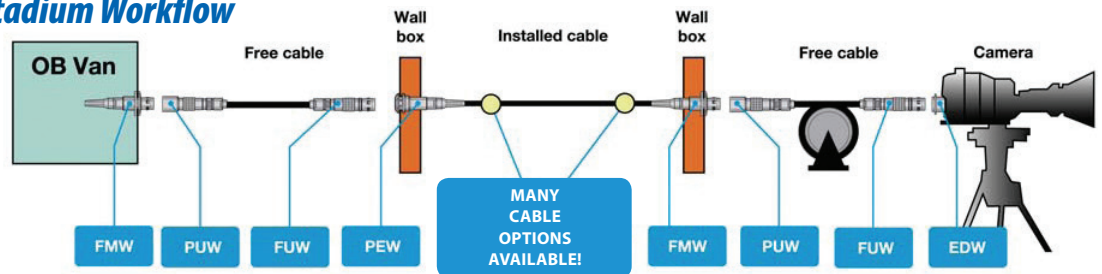 tadium Workflow
OB Van
Free cable
Wall
box
Installed cable
Wall
box
Free cable
Camera
FMW
PUW
FUW
PEW
MANY
CABLE
OPTIONS
AVAILABLE!
FMW
PUW
FUW
EDW